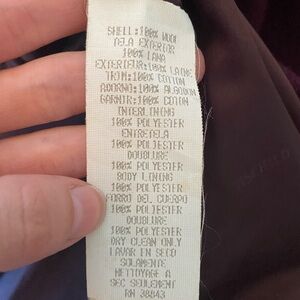 SHELL:100% WOOL
TELA EXTERIOR
100% LANA
EXTERIEUR:100% LAINE
TRIM:100% COTTON
ADORNO:100% ALGODON
GARNIR:100% COTON
INTERLINING
100% POLYESTER
ENTRETELA
100% POLYESTER
DOUBLURE
100% POLYESTER
BODY LINING
100% POLYESTER
FORRO DEL CUERPO
100% POLIESTER
DOUBLURE
100% POLYESTER
DRY CLEAN ONLY
LAVAR EN SECO
SOLAMENTE
NETTOYAGE A
SEC SEULEMENT
RN 38843